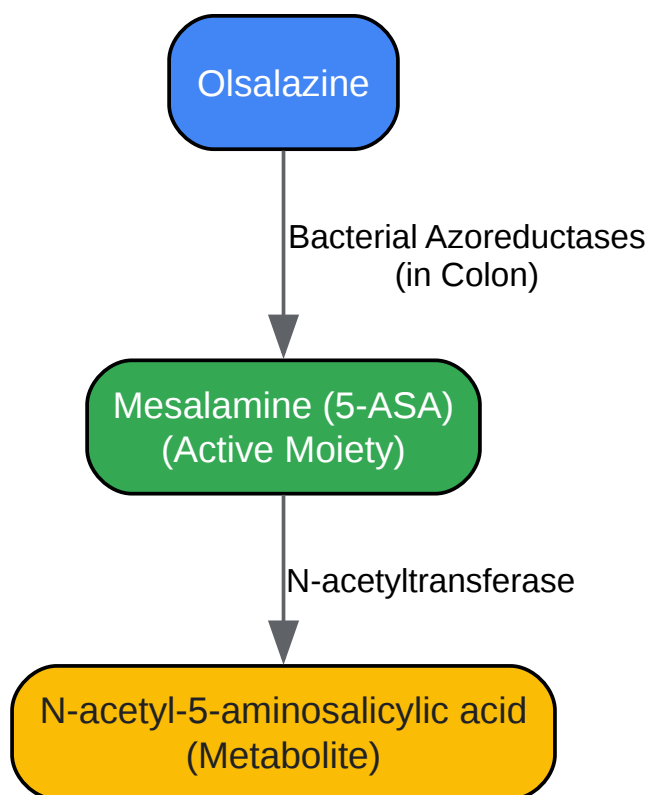 Olsalazine
Bacterial Azoreductases
(in Colon)
Mesalamine (5-ASA)
(Active Moiety)
N-acetyltransferase
N-acetyl-5-aminosalicylic acid
(Metabolite)